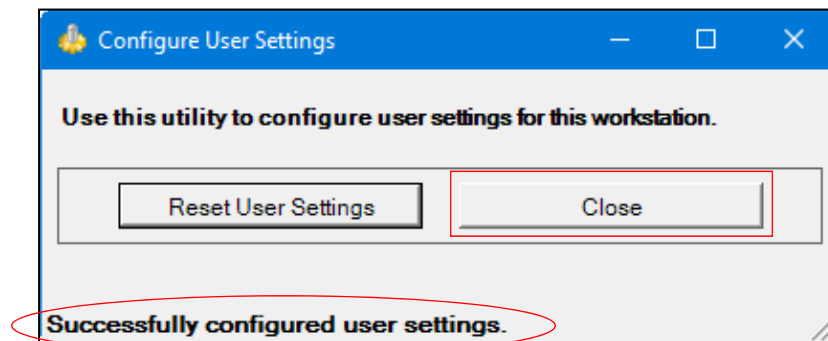 Configure User Settings
Use this utility to configure user settings for this workstation.
Reset User Settings
Close
Successfully configured user settings.